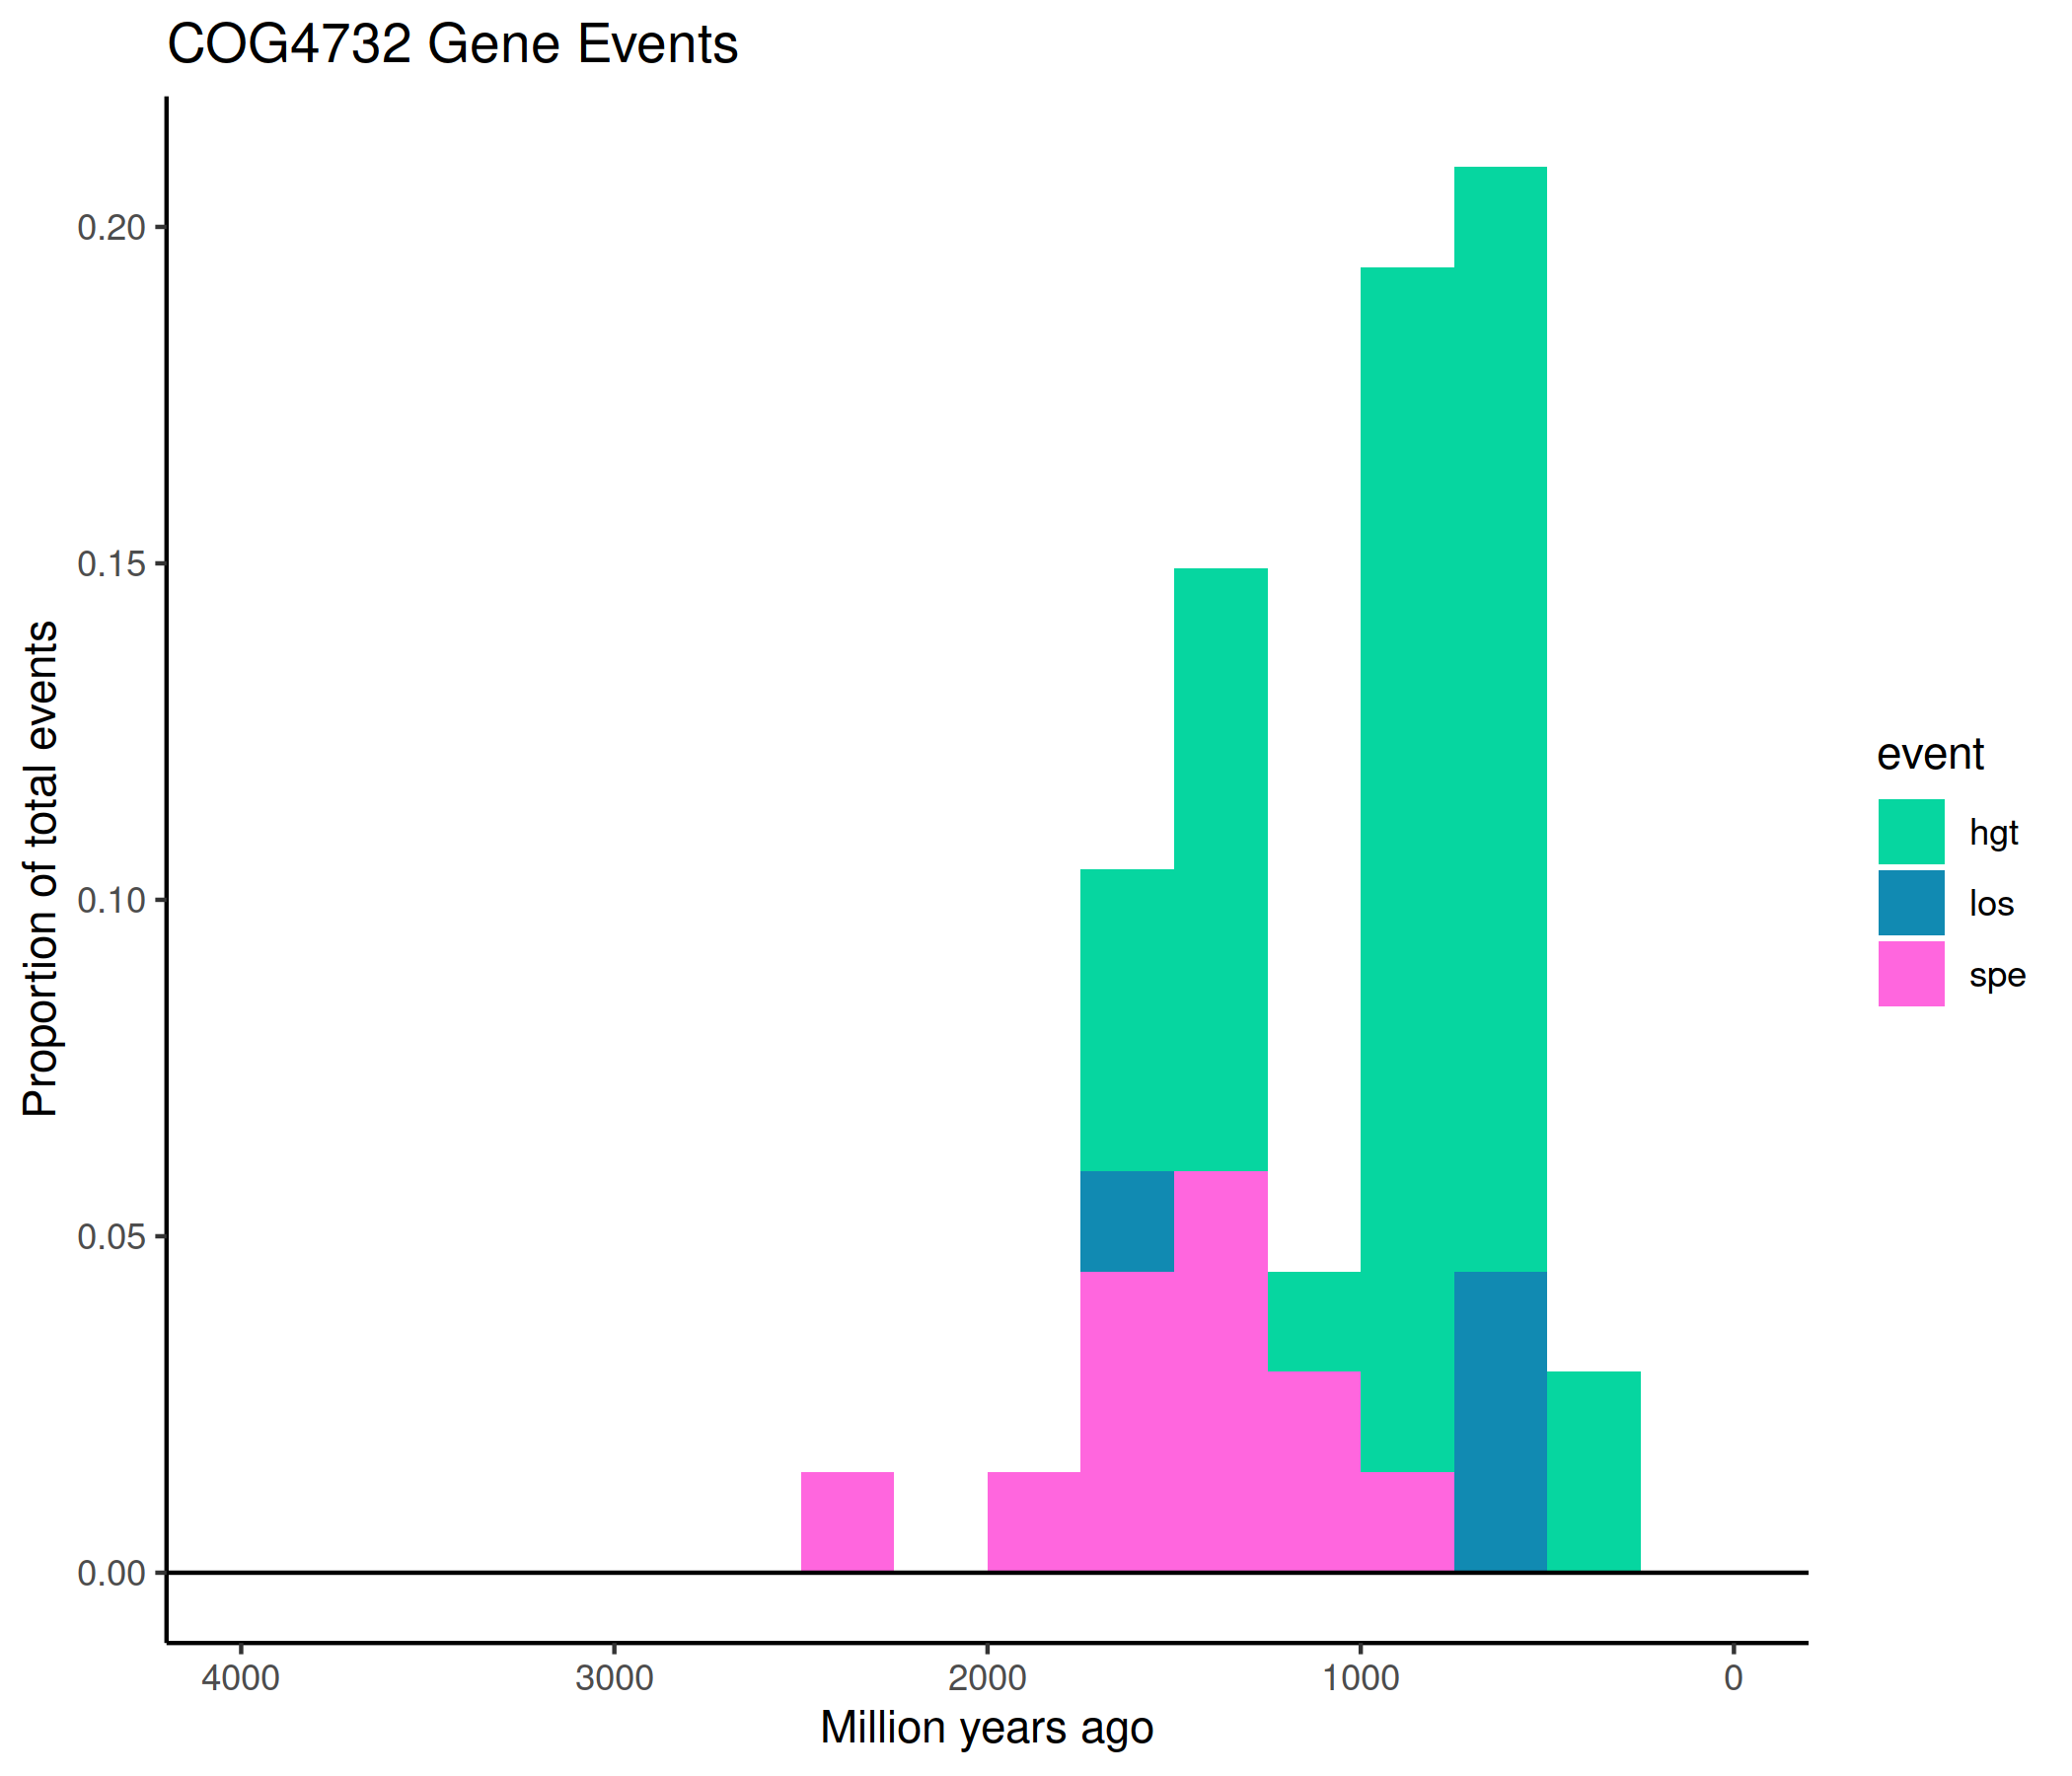 COG4732 Gene Events
Proportion of total events
0.20
0.15
0.10
0.05
0.00
4000 3000 2000 1000 0
Million years ago
event
hgt
los
spe